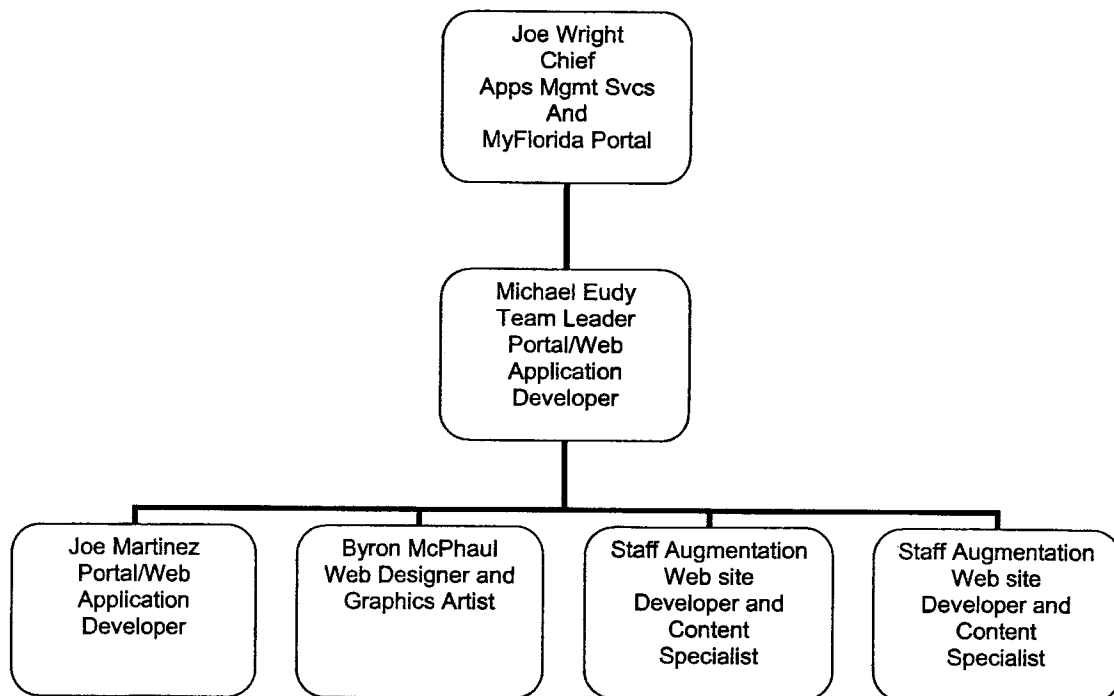 Joe Wright
Chief
Apps Mgmt Svcs
And
MyFlorida Portal
Michael Eudy
Team Leader
Portal/Web
Application
Developer
Joe Martinez
Portal/Web
Application
Developer
Byron McPhaul
Web Designer and
Graphics Artist
Staff Augmentation
Web site
Developer and
Content
Specialist
Staff Augmentation
Web site
Developer and
Content
Specialist